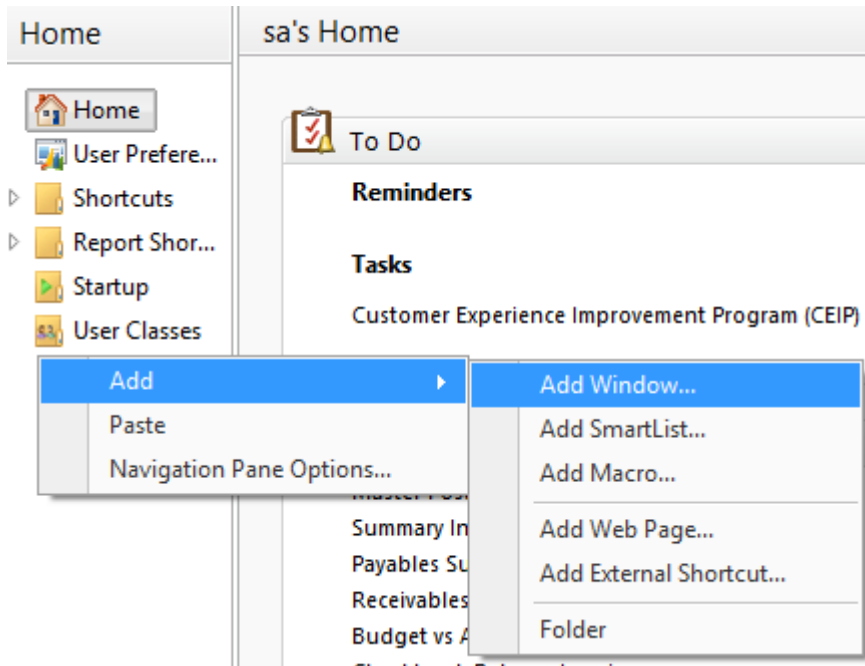 Home
sa's Home
Home
User Prefere...
Shortcuts
Report Shor...
Startup
User Classes
To Do
Reminders
Tasks
Customer Experience Improvement Program (CEIP)
Add
Paste
Navigation Pane Options...
Add Window...
Add SmartList...
Add Macro...
Add Web Page...
Add External Shortcut...
Folder
Summary In
Payables Su
Receivables
Budget vs A